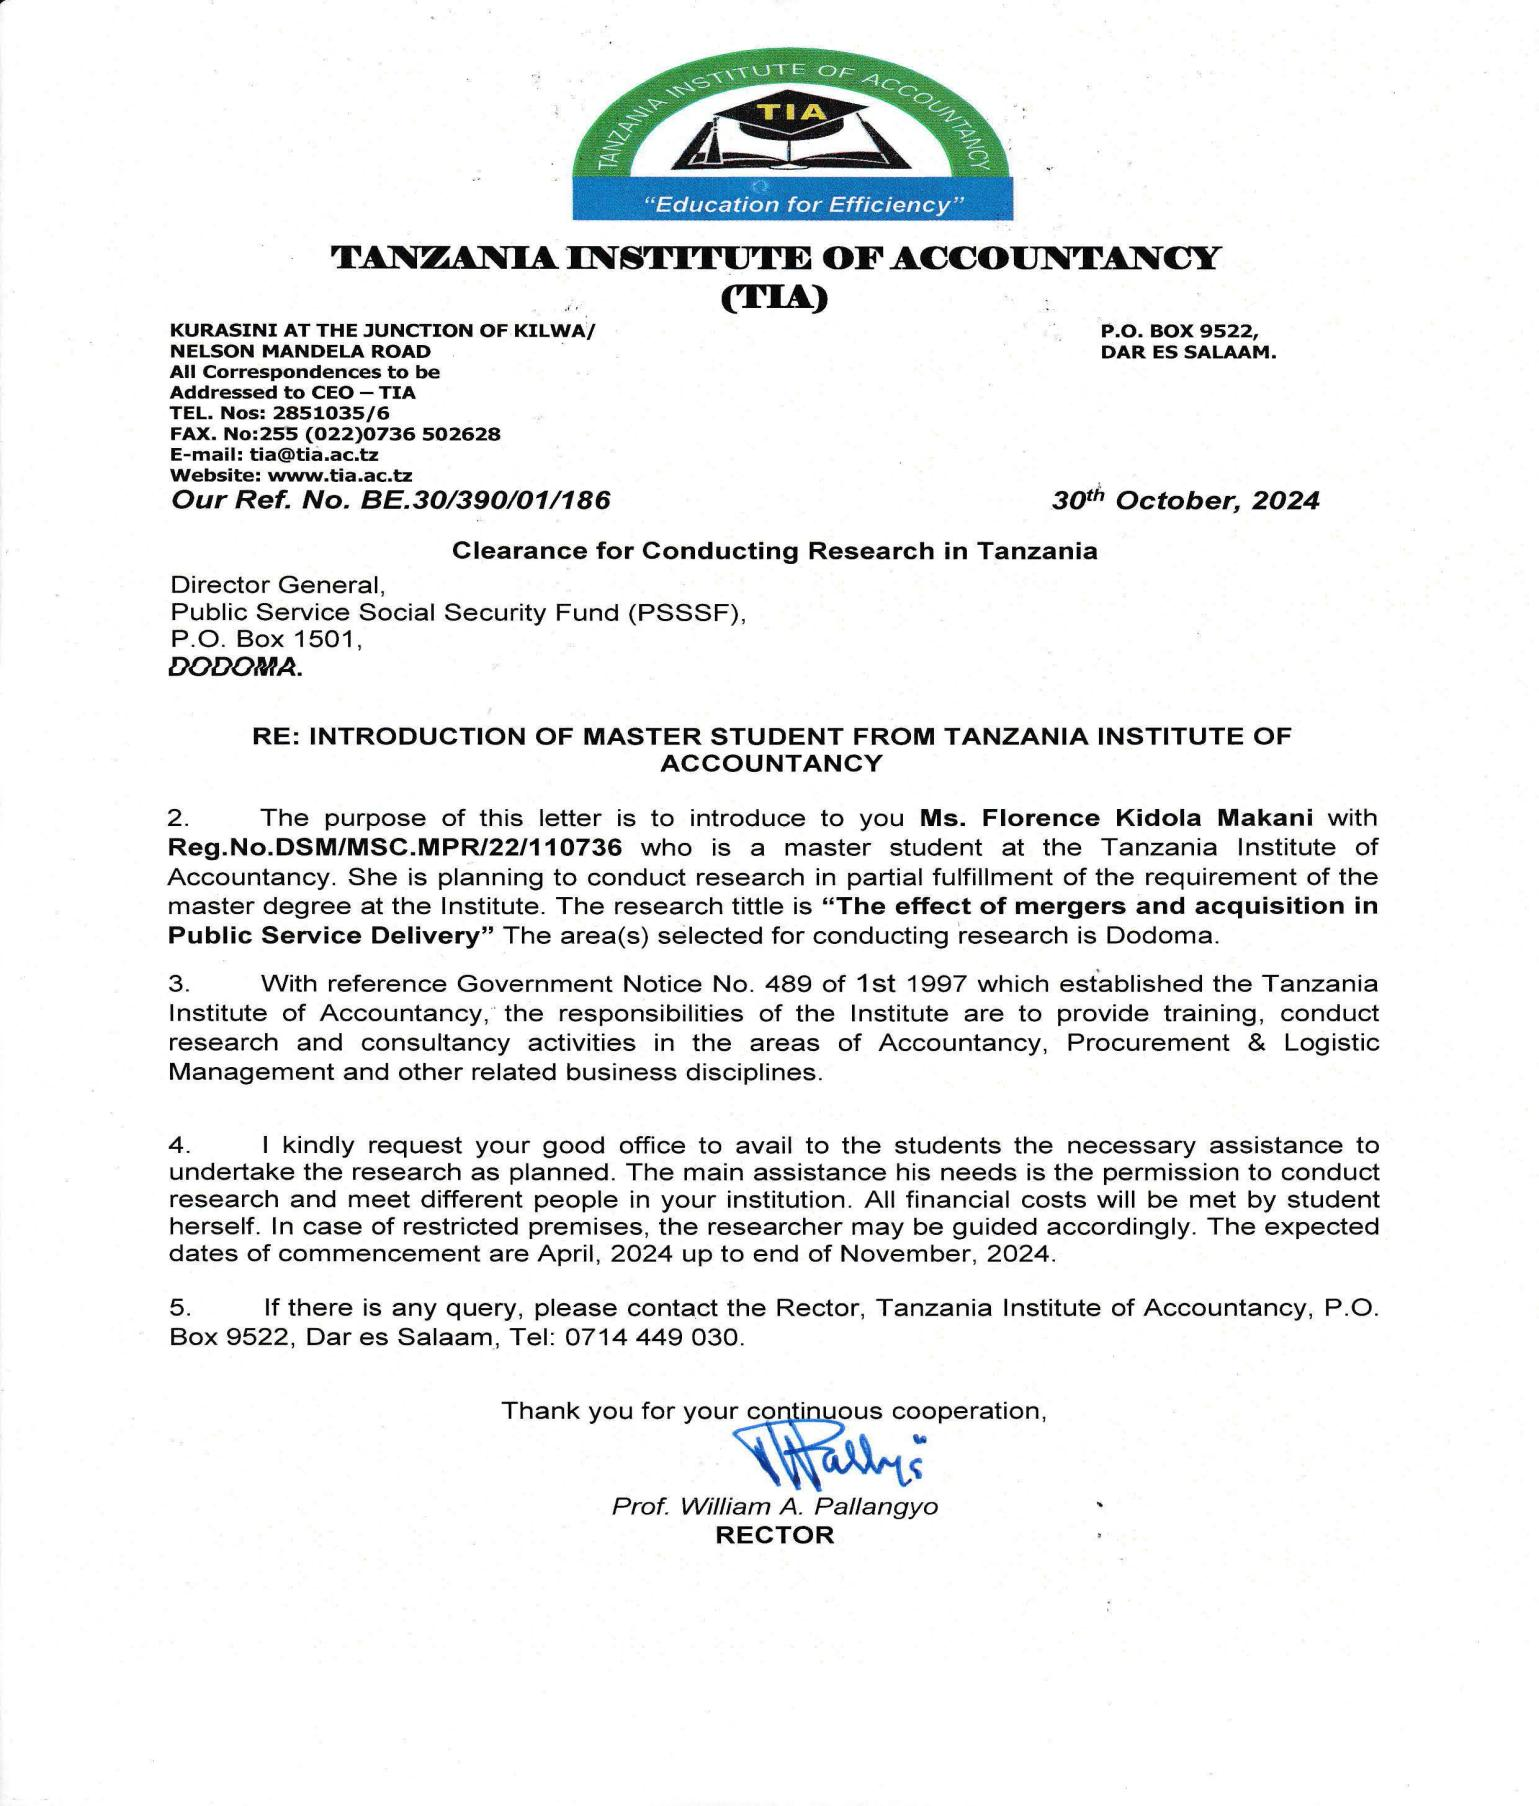 TANZANIA INSTITUTE OF ACCOUNTANCY
TIA
“Education for Efficiency”
TANZANIA INSTITUTE OF ACCOUNTANCY
(TIA)
KURASINI AT THE JUNCTION OF KILWA/
NELSON MANDELA ROAD
All Correspondences to be
Addressed to CEO – TIA
TEL. Nos: 2851035/6
FAX. No:255 (022)0736 502628
E-mail: tia@tia.ac.tz
Website: www.tia.ac.tz
P.O. BOX 9522,
DAR ES SALAAM.
Our Ref. No. BE.30/390/01/186
30th October, 2024
Clearance for Conducting Research in Tanzania
Director General,
Public Service Social Security Fund (PSSSF),
P.O. Box 1501,
DODOMA.
RE: INTRODUCTION OF MASTER STUDENT FROM TANZANIA INSTITUTE OF
ACCOUNTANCY
2. The purpose of this letter is to introduce to you Ms. Florence Kidola Makani with
Reg.No.DSM/MSC.MPR/22/110736 who is a master student at the Tanzania Institute of
Accountancy. She is planning to conduct research in partial fulfillment of the requirement of the
master degree at the Institute. The research tittle is “The effect of mergers and acquisition in
Public Service Delivery” The area(s) selected for conducting research is Dodoma.
3. With reference Government Notice No. 489 of 1st 1997 which established the Tanzania
Institute of Accountancy, the responsibilities of the Institute are to provide training, conduct
research and consultancy activities in the areas of Accountancy, Procurement & Logistic
Management and other related business disciplines.
4. I kindly request your good office to avail to the students the necessary assistance to
undertake the research as planned. The main assistance his needs is the permission to conduct
research and meet different people in your institution. All financial costs will be met by student
herself. In case of restricted premises, the researcher may be guided accordingly. The expected
dates of commencement are April, 2024 up to end of November, 2024.
5. If there is any query, please contact the Rector, Tanzania Institute of Accountancy, P.O.
Box 9522, Dar es Salaam, Tel: 0714 449 030.
Thank you for your continuous cooperation,
Prof. William A. Pallangyo
RECTOR